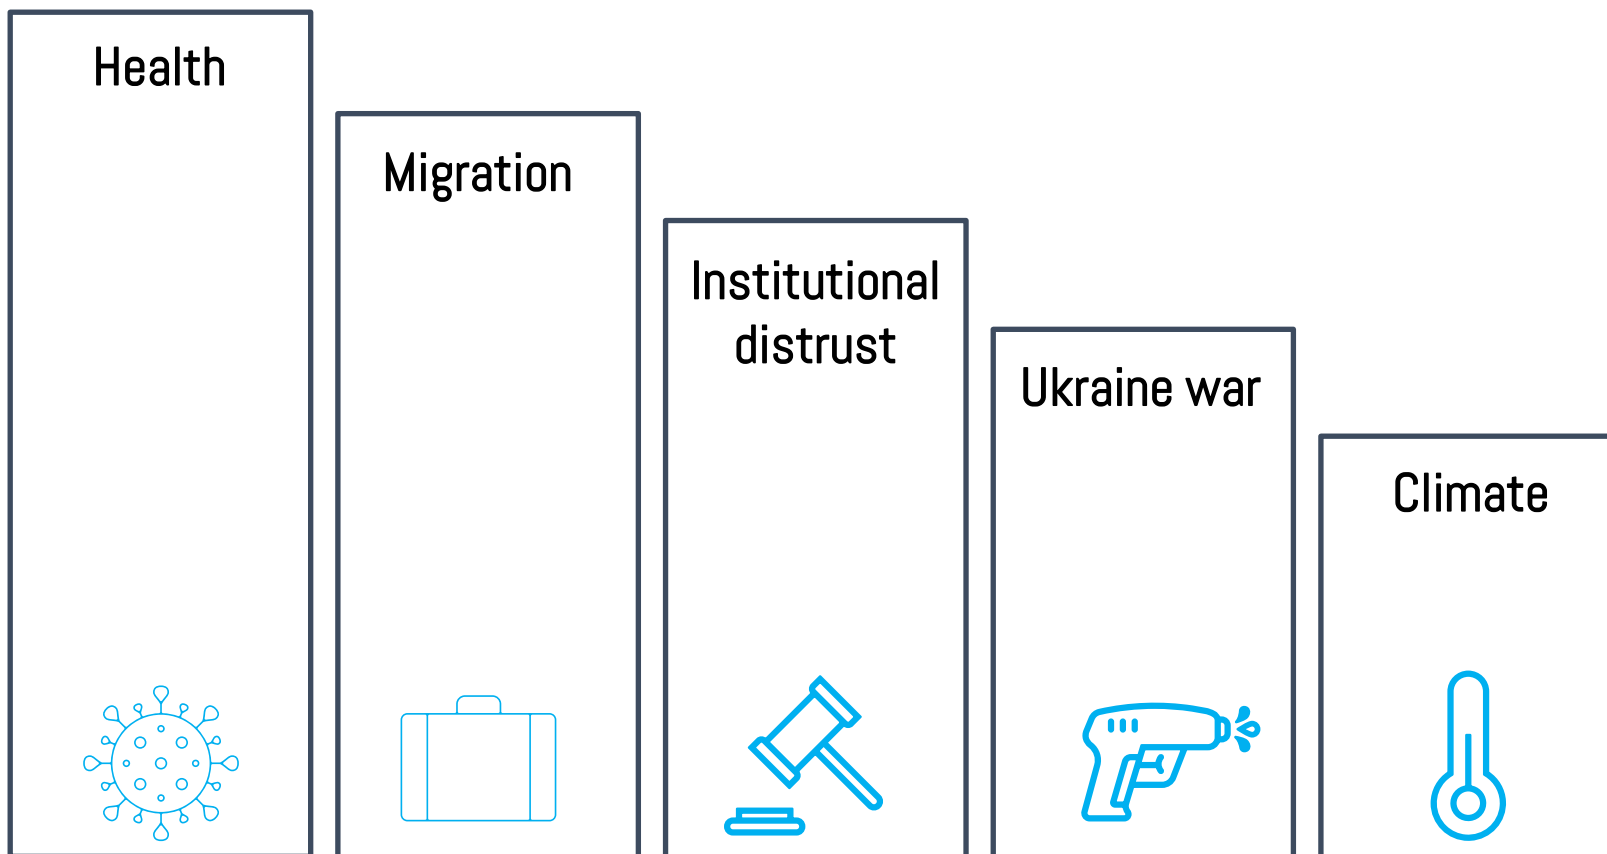 Health
Migration
Institutional
distrust
Ukraine war
Climate